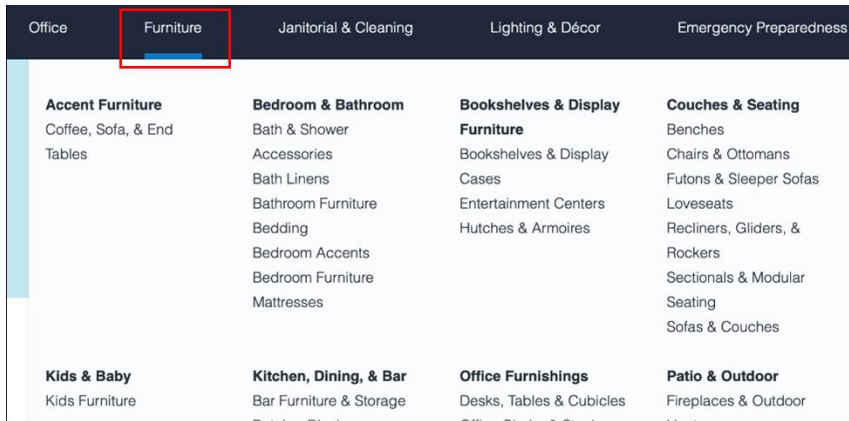 Office Furniture Janitorial & Cleaning Lighting & Décor Emergency Preparedness
Accent Furniture
Coffee, Sofa, & End
Tables
Bedroom & Bathroom
Bath & Shower
Accessories
Bath Linens
Bathroom Furniture
Bedding
Bedroom Accents
Bedroom Furniture
Mattresses
Bookshelves & Display
Furniture
Bookshelves & Display
Cases
Entertainment Centers
Hutches & Armoires
Couches & Seating
Benches
Chairs & Ottomans
Futons & Sleeper Sofas
Loveseats
Recliners, Gliders, &
Rockers
Sectionals & Modular
Seating
Sofas & Couches
Kids & Baby
Kids Furniture
Kitchen, Dining, & Bar
Bar Furniture & Storage
Office Furnishings
Desks, Tables & Cubicles
Patio & Outdoor
Fireplaces & Outdoor